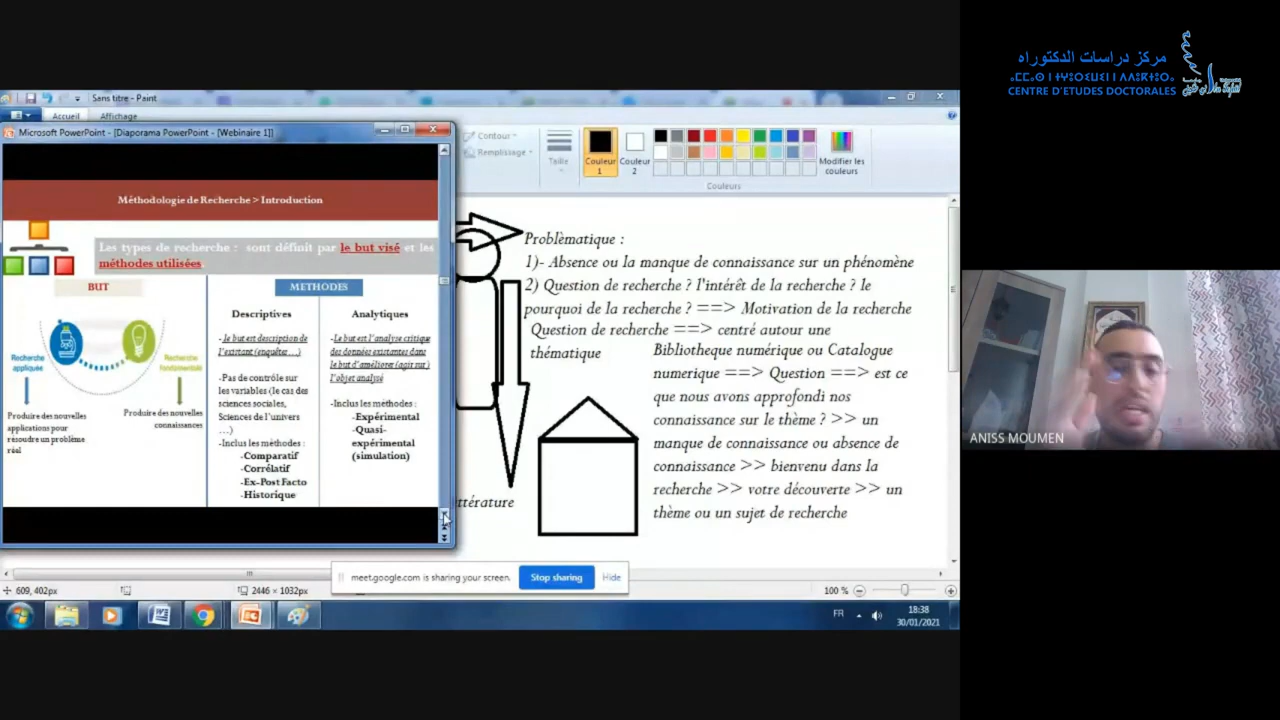 Sans titre - Paint
Accueil
Affichage
Microsoft PowerPoint - [Diaporama PowerPoint - [Webinaire 1]]
Méthodologie de Recherche > Introduction
Les types de recherche : sont définit par le but visé et les
méthodes utilisées
BUT
Recherche
appliquée
Recherche
fondamentale
Produire des nouvelles
applications pour
résoudre un problème
réel
Produire des nouvelles
connaissances
METHODES
Descriptives
- le but est description de
l'existant (enquête …)
-Pas de contrôle sur
les variables (le cas des
sciences sociales,
Sciences de l'univers
…)
-Inclus les méthodes :
-Comparatif
-Corrélatif
-Ex-Post Facto
-Historique
Analytiques
-Le but est l'analyse critique
des données existantes dans
le but d'améliorer (agit sur)
l'objet analysé
-Inclus les méthodes :
-Expérimental
-Quasi-
expérimental
(simulation)
Contour
Remplissage
Taille
Couleur
1
Couleur
2
Modifier les
couleurs
Couleurs
Problèmatique :
1)- Absence ou la manque de connaissance sur un phénomène
2) Question de recherche ? l'intérêt de la recherche ? le
pourquoi de la recherche ? ==> Motivation de la recherche
Question de recherche ==> centré autour une
thématique
Bibliotheque numérique ou Catalogue
numerique ==> Question ==> est ce
que nous avons approfondi nos
connaissance sur le thème ? >> un
manque de connaissance ou absence de
connaissance >> bienvenu dans la
recherche >> votre découverte >> un
thème ou un sujet de recherche
ttérature
meet.google.com is sharing your screen.
Stop sharing
Hide
609, 402px
2446 × 1032px
100 %
FR
18:38
30/01/2021
مركز دراسات الدكتوراه
CENTRE D'ETUDES DOCTORALES
ANISS MOUMEN